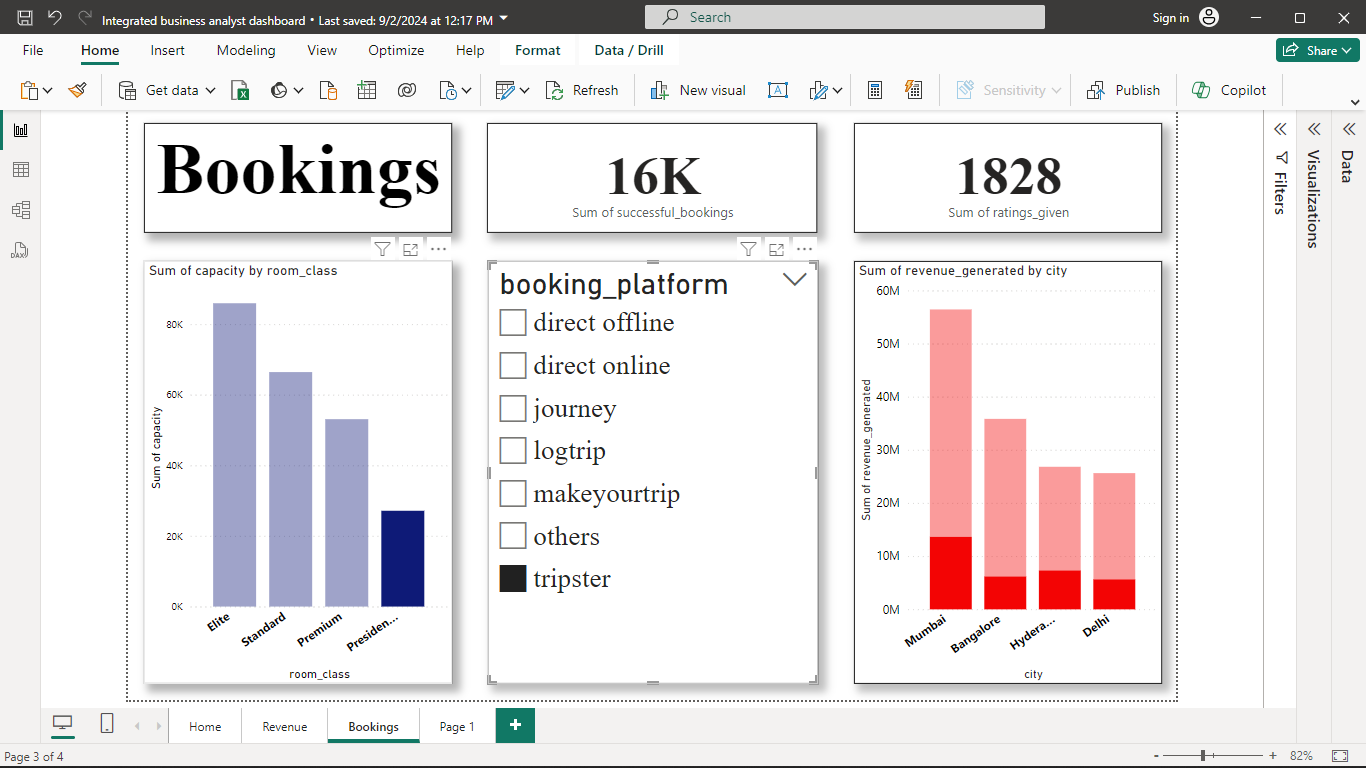 Integrated business analyst dashboard • Last saved: 9/2/2024 at 12:17 PM
Search
Sign in
File
Home
Insert
Modeling
View
Optimize
Help
Format
Data / Drill
Share
Get data
Refresh
New visual
Sensitivity
Publish
Copilot
Bookings
16K
Sum of successful_bookings
1828
Sum of ratings_given
Sum of capacity by room_class
Sum of capacity
80K
60K
40K
20K
0K
Elite
Standard
Premium
Presiden...
room_class
booking_platform
direct offline
direct online
journey
logtrip
makeyourtrip
others
tripster
Sum of revenue_generated by city
Sum of revenue_generated
60M
50M
40M
30M
20M
10M
0M
Mumbai
Bangalore
Hydera...
Delhi
city
Filters
Visualizations
Data
Home
Revenue
Bookings
Page 1
Page 3 of 4
82%